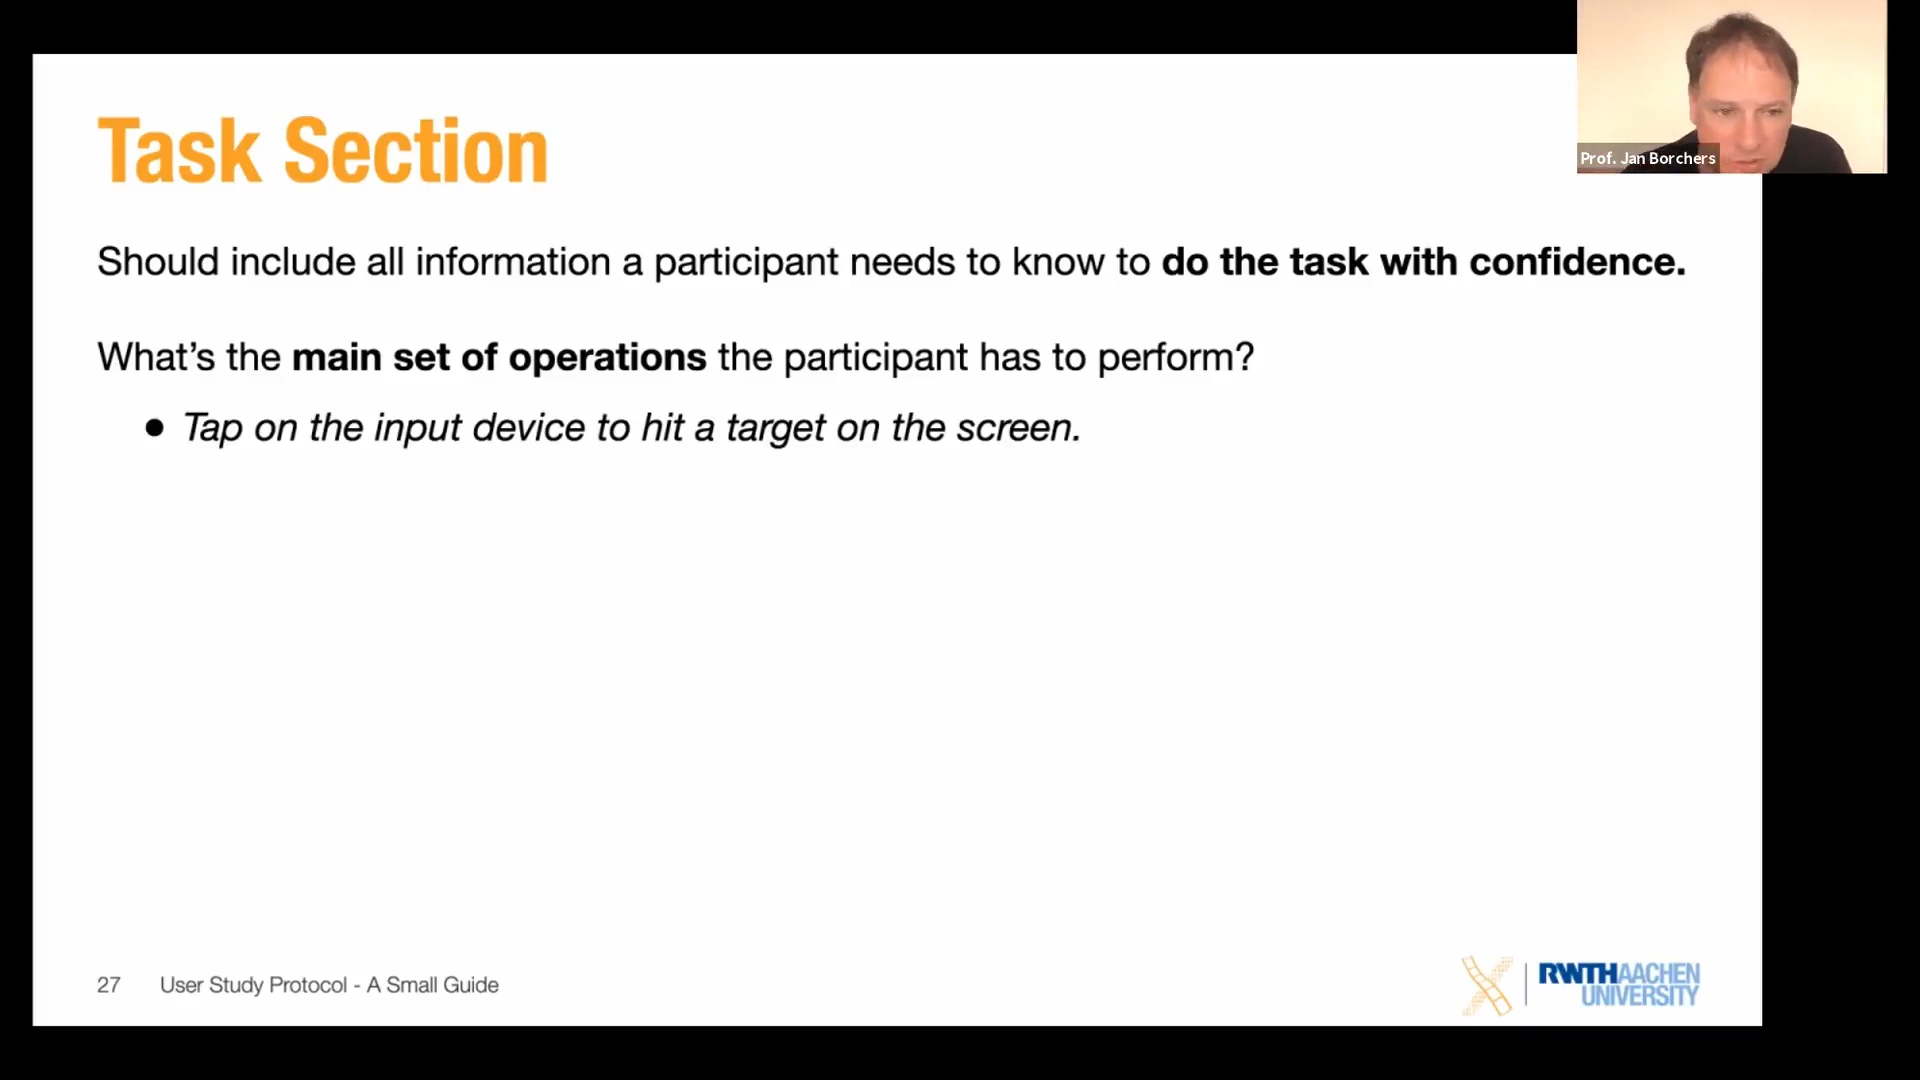 Prof. Jan Borchers
Task Section
Should include all information a participant needs to know to do the task with confidence.
What’s the main set of operations the participant has to perform?
● Tap on the input device to hit a target on the screen.
27 User Study Protocol - A Small Guide
RWTHAACHEN
UNIVERSITY